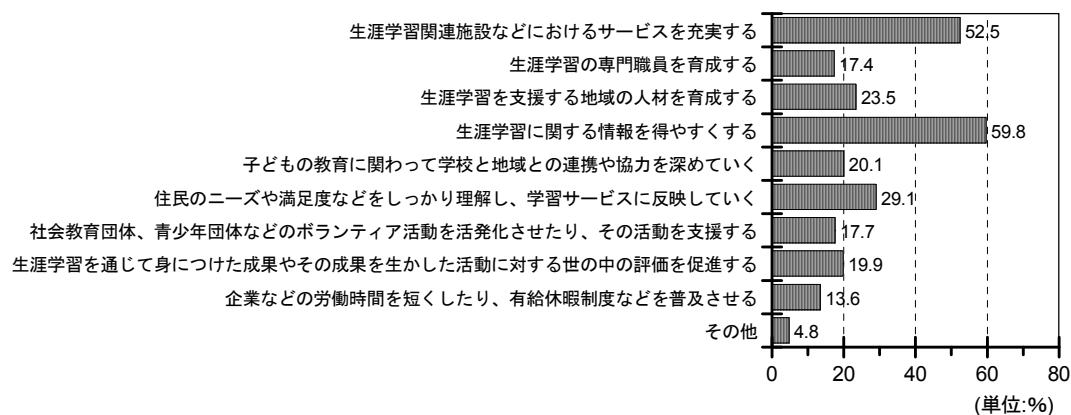 生涯学習関連施設などにおけるサービスを充実する 52.5
生涯学習の専門職員を育成する 17.4
生涯学習を支援する地域の人材を育成する 23.5
生涯学習に関する情報を得やすくする 59.8
子どもの教育に関わって学校と地域との連携や協力を深めていく 20.1
住民のニーズや満足度などをしっかり理解し、学習サービスに反映していく 29.1
社会教育団体、青少年団体などのボランティア活動を活発化させたり、その活動を支援する 17.7
生涯学習を通じて身につけた成果やその成果を生かした活動に対する世の中の評価を促進する 19.9
企業などの労働時間を短くしたり、有給休暇制度などを普及させる 13.6
その他 4.8
0 20 40 60 80
(単位:%)